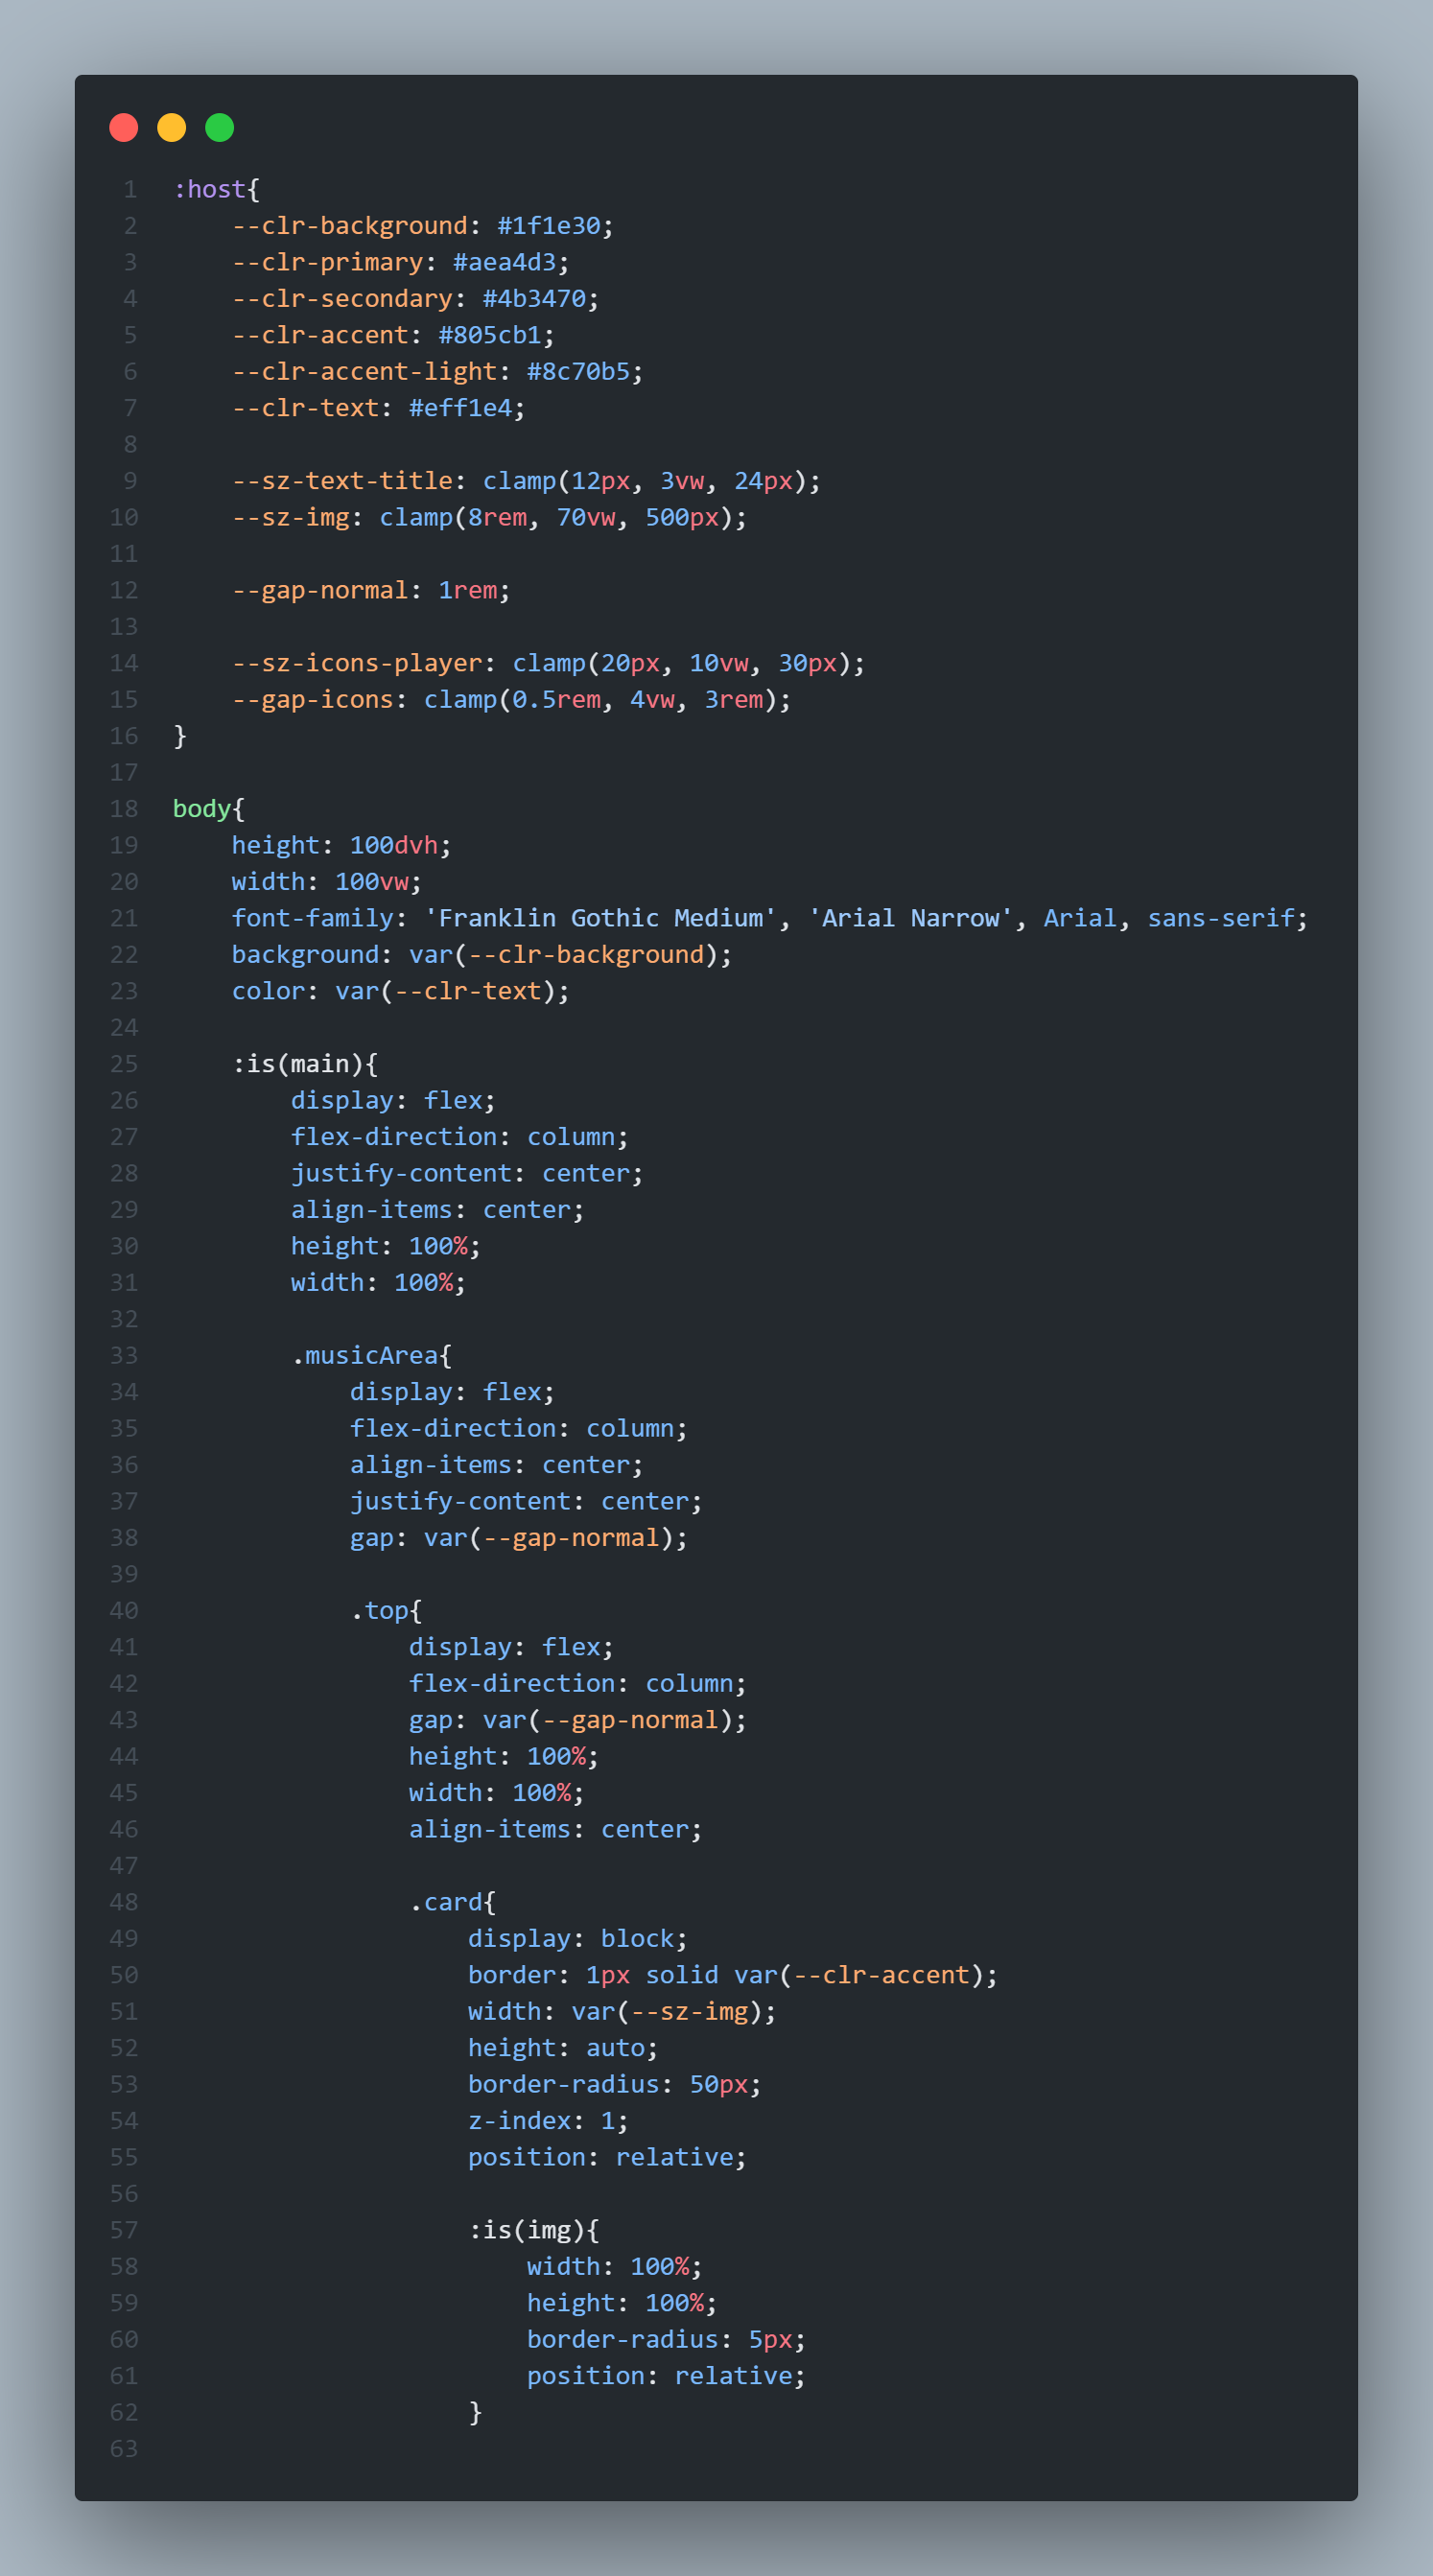 1 :host{
2     --clr-background: #1f1e30;
3     --clr-primary: #aea4d3;
4     --clr-secondary: #4b3470;
5     --clr-accent: #805cb1;
6     --clr-accent-light: #8c70b5;
7     --clr-text: #eff1e4;
8
9     --sz-text-title: clamp(12px, 3vw, 24px);
10     --sz-img: clamp(8rem, 70vw, 500px);
11
12     --gap-normal: 1rem;
13
14     --sz-icons-player: clamp(20px, 10vw, 30px);
15     --gap-icons: clamp(0.5rem, 4vw, 3rem);
16 }
17
18 body{
19     height: 100dvh;
20     width: 100vw;
21     font-family: 'Franklin Gothic Medium', 'Arial Narrow', Arial, sans-serif;
22     background: var(--clr-background);
23     color: var(--clr-text);
24
25     :is(main){
26         display: flex;
27         flex-direction: column;
28         justify-content: center;
29         align-items: center;
30         height: 100%;
31         width: 100%;
32
33         .musicArea{
34             display: flex;
35             flex-direction: column;
36             align-items: center;
37             justify-content: center;
38             gap: var(--gap-normal);
39
40             .top{
41                 display: flex;
42                 flex-direction: column;
43                 gap: var(--gap-normal);
44                 height: 100%;
45                 width: 100%;
46                 align-items: center;
47
48                 .card{
49                     display: block;
50                     border: 1px solid var(--clr-accent);
51                     width: var(--sz-img);
52                     height: auto;
53                     border-radius: 50px;
54                     z-index: 1;
55                     position: relative;
56
57                     :is(img){
58                         width: 100%;
59                         height: 100%;
60                         border-radius: 5px;
61                         position: relative;
62                     }
63